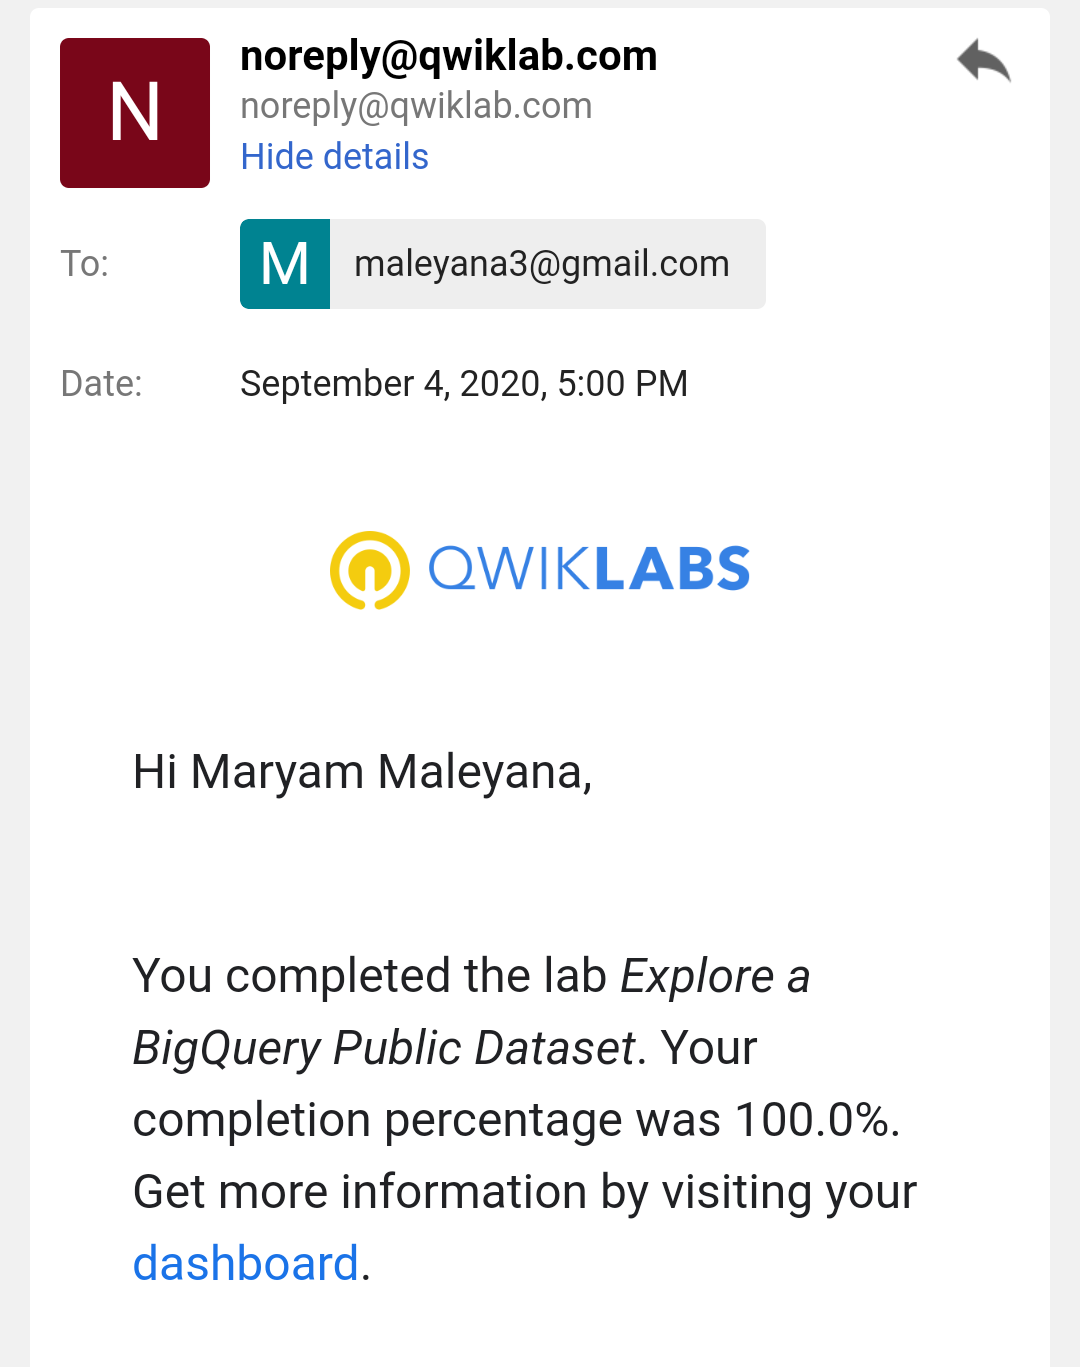 N
noreply@qwiklab.com
noreply@qwiklab.com
Hide details
To:
M maleyana3@gmail.com
Date: September 4, 2020, 5:00 PM
QWIKLABS
Hi Maryam Maleyana,
You completed the lab Explore a
BigQuery Public Dataset. Your
completion percentage was 100.0%.
Get more information by visiting your
dashboard.